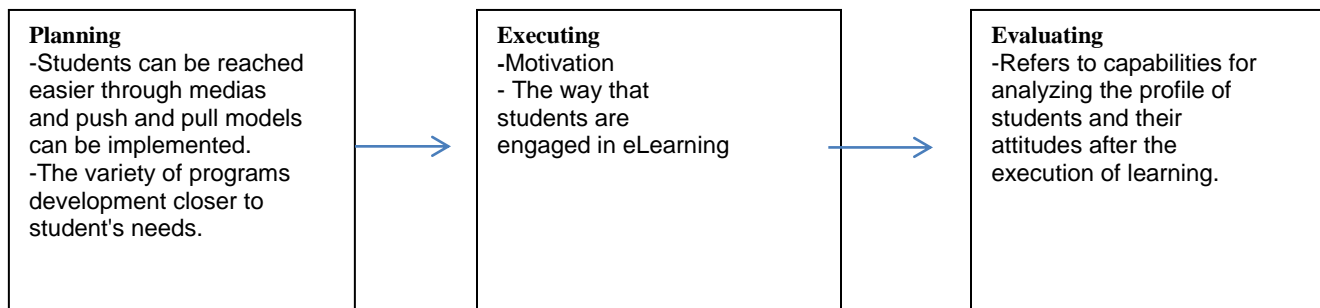 Planning
-Students can be reached
easier through medias
and push and pull models
can be implemented.
-The variety of programs
development closer to
student's needs.
Executing
-Motivation
- The way that
students are
engaged in eLearning
Evaluating
-Refers to capabilities for
analyzing the profile of
students and their
attitudes after the
execution of learning.